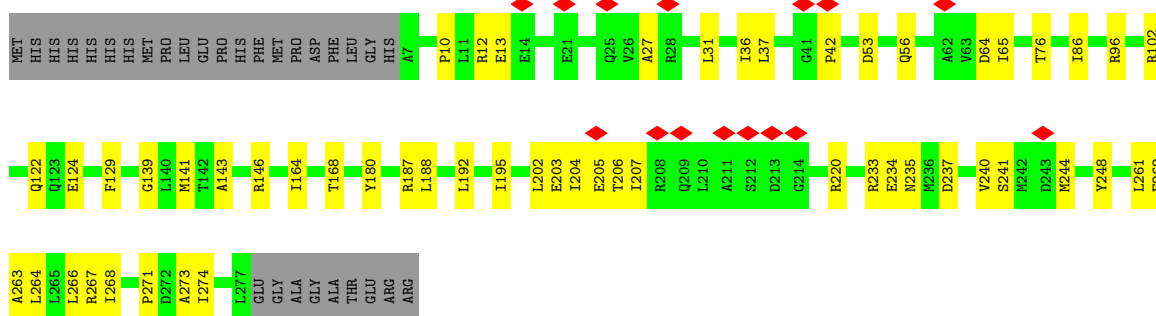 MET HIS HIS HIS HIS HIS HIS MET PRO LEU GLU PRO HIS PHE MET PRO ASP PHE LEU GLY HIS A7 P10 L11 R12 E13 E14 E21 Q25 V26 A27 R28 L31 I36 L37 G41 P42 D53 Q56 A62 V63 D64 I65 T76 I86 R96 R102
Q122 Q123 E124 F129 G139 L140 M141 T142 A143 R146 I164 T168 Y180 R187 L188 L192 I195 L202 E203 I204 E205 T206 I207 R208 Q209 L210 A211 S212 D213 G214 R220 R233 E234 N235 M236 D237 V240 S241 M242 D243 M244 Y248 L261
A263 L264 L265 L266 R267 I268 P271 D272 A273 I274 L277 GLU GLY ALA GLY ALA THR GLU ARG ARG